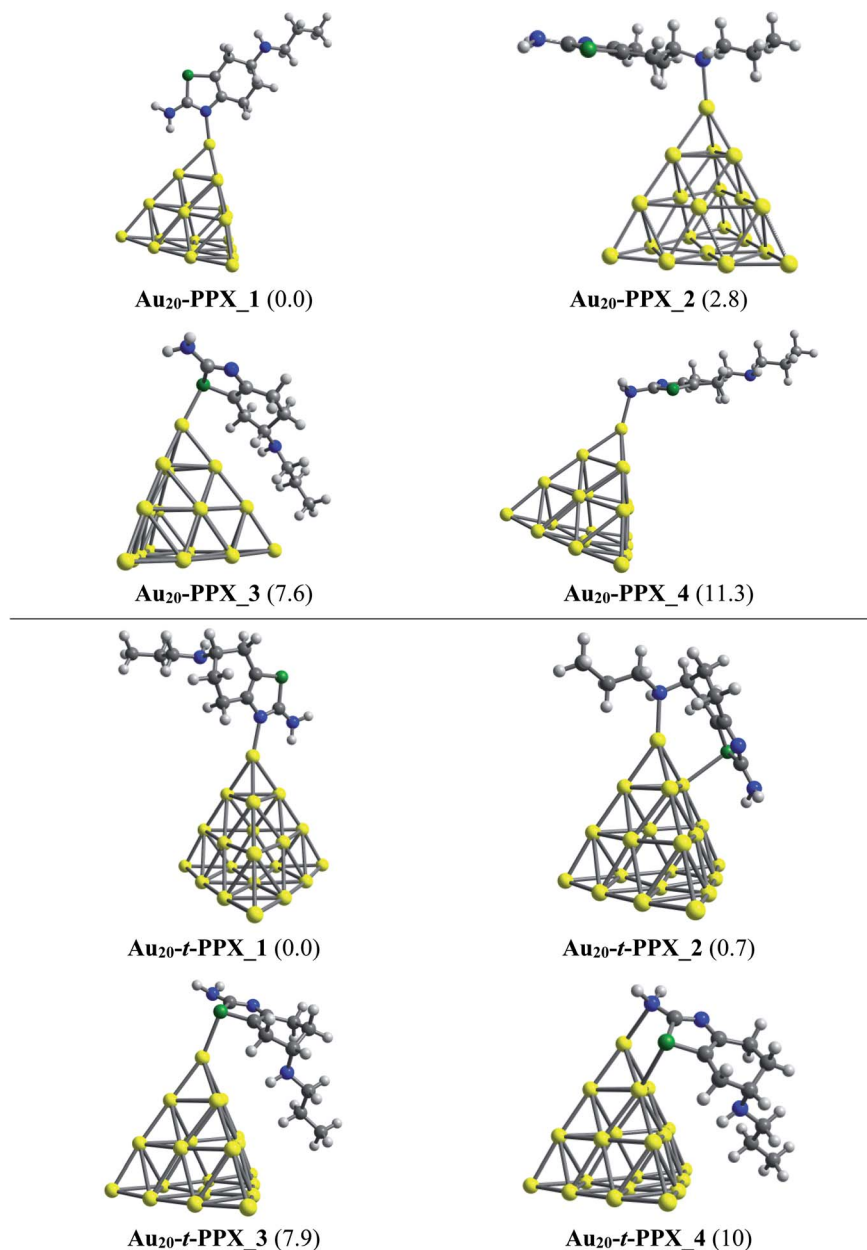 Au₂₀-PPX_1 (0.0)
Au₂₀-PPX_2 (2.8)
Au₂₀-PPX_3 (7.6)
Au₂₀-PPX_4 (11.3)
Au₂₀-t-PPX_1 (0.0)
Au₂₀-t-PPX_2 (0.7)
Au₂₀-t-PPX_3 (7.9)
Au₂₀-t-PPX_4 (10)